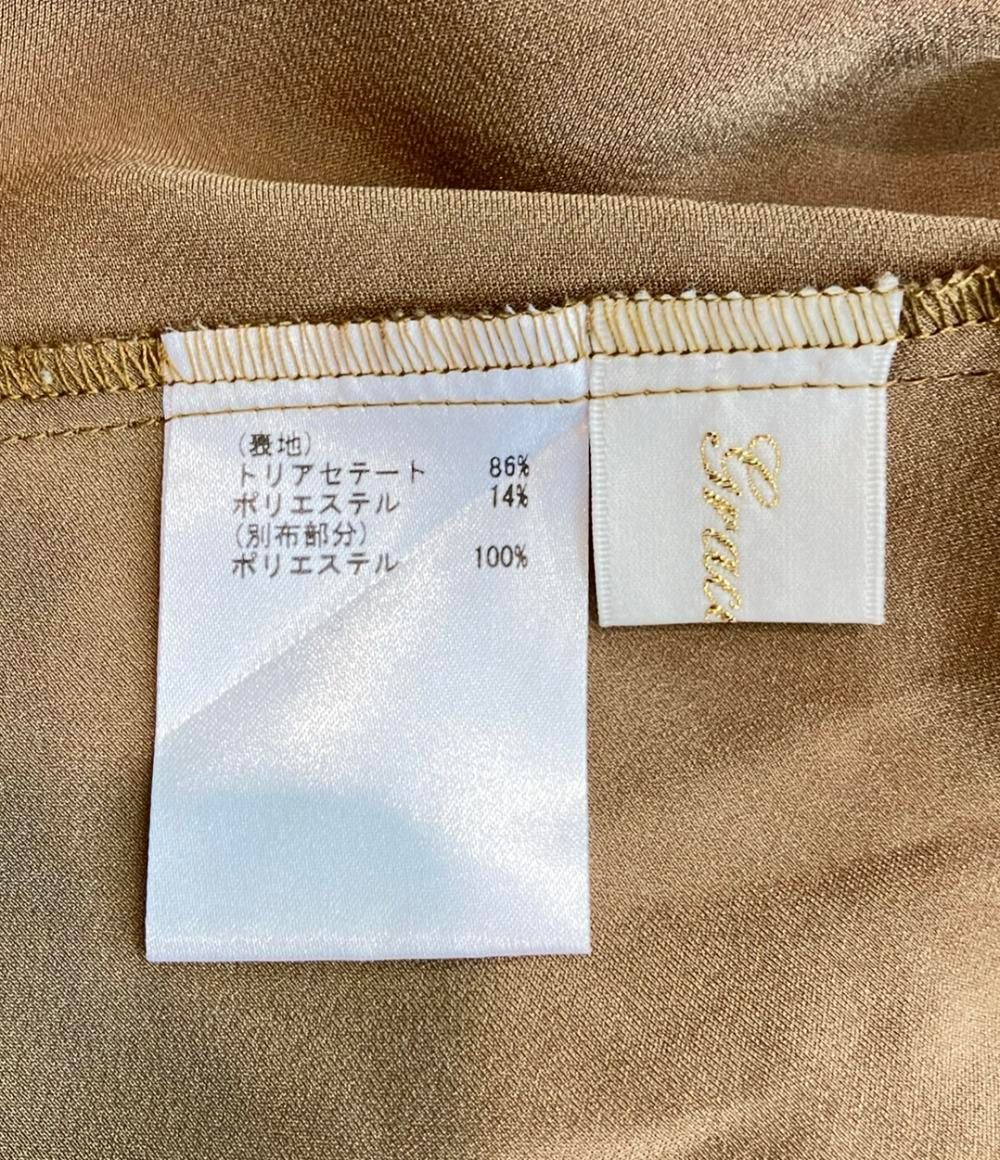 (表地)
トリアセテート 86%
ポリエステル 14%
(別布部分)
ポリエステル 100%